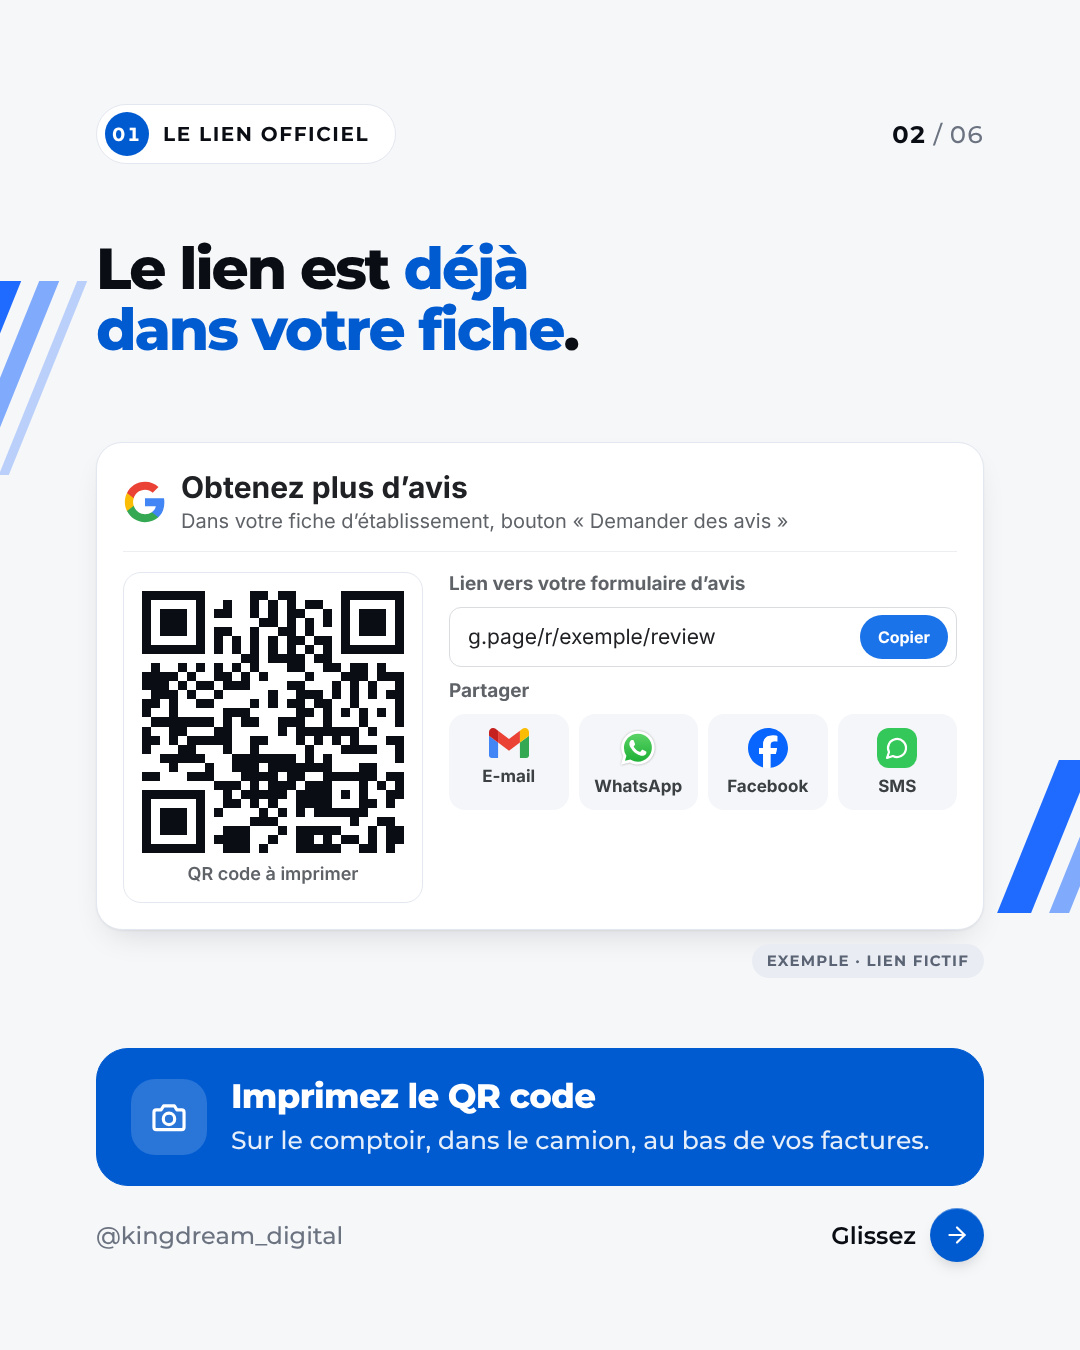 01 LE LIEN OFFICIEL
02 / 06
Le lien est déjà
dans votre fiche.
Obtenez plus d’avis
Dans votre fiche d’établissement, bouton « Demander des avis »
QR code à imprimer
Lien vers votre formulaire d’avis
g.page/r/exemple/review
Copier
Partager
E-mail
WhatsApp
Facebook
SMS
EXEMPLE · LIEN FICTIF
Imprimez le QR code
Sur le comptoir, dans le camion, au bas de vos factures.
@kingdream_digital
Glissez